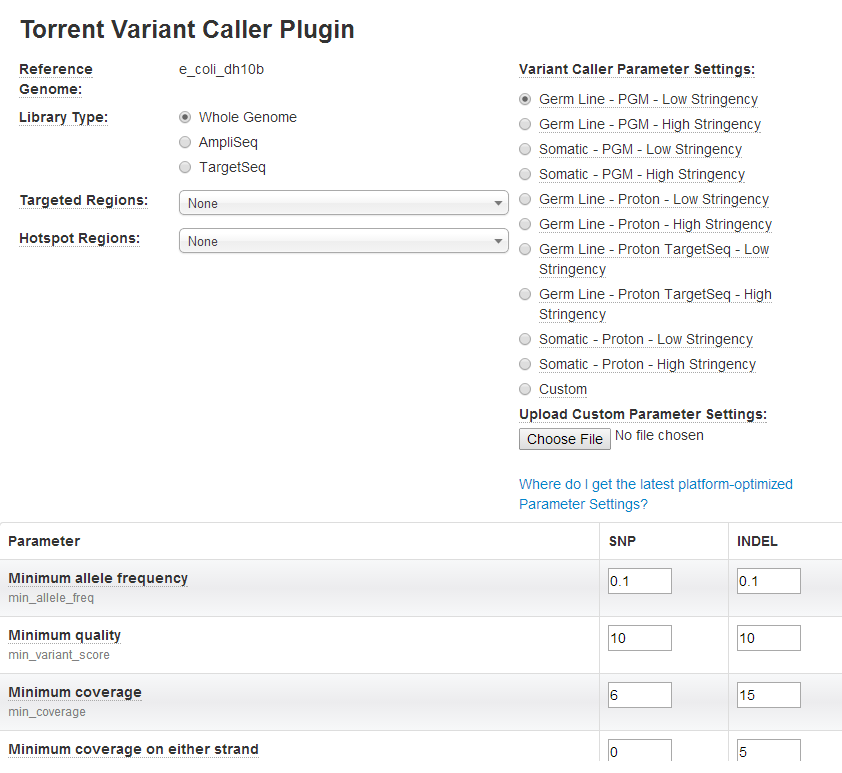 Torrent Variant Caller Plugin
Reference
Genome:
e_coli_dh10b
Library Type:
Whole Genome
AmpliSeq
TargetSeq
Targeted Regions:
None
Hotspot Regions:
None
Variant Caller Parameter Settings:
Germ Line - PGM - Low Stringency
Germ Line - PGM - High Stringency
Somatic - PGM - Low Stringency
Somatic - PGM - High Stringency
Germ Line - Proton - Low Stringency
Germ Line - Proton - High Stringency
Germ Line - Proton TargetSeq - Low
Stringency
Germ Line - Proton TargetSeq - High
Stringency
Somatic - Proton - Low Stringency
Somatic - Proton - High Stringency
Custom
Upload Custom Parameter Settings:
Choose File No file chosen
Where do I get the latest platform-optimized
Parameter Settings?
Parameter SNP INDEL
Minimum allele frequency 0.1 0.1
min_allele_freq
Minimum quality 10 10
min_variant_score
Minimum coverage 6 15
min_coverage
Minimum coverage on either strand 0 5